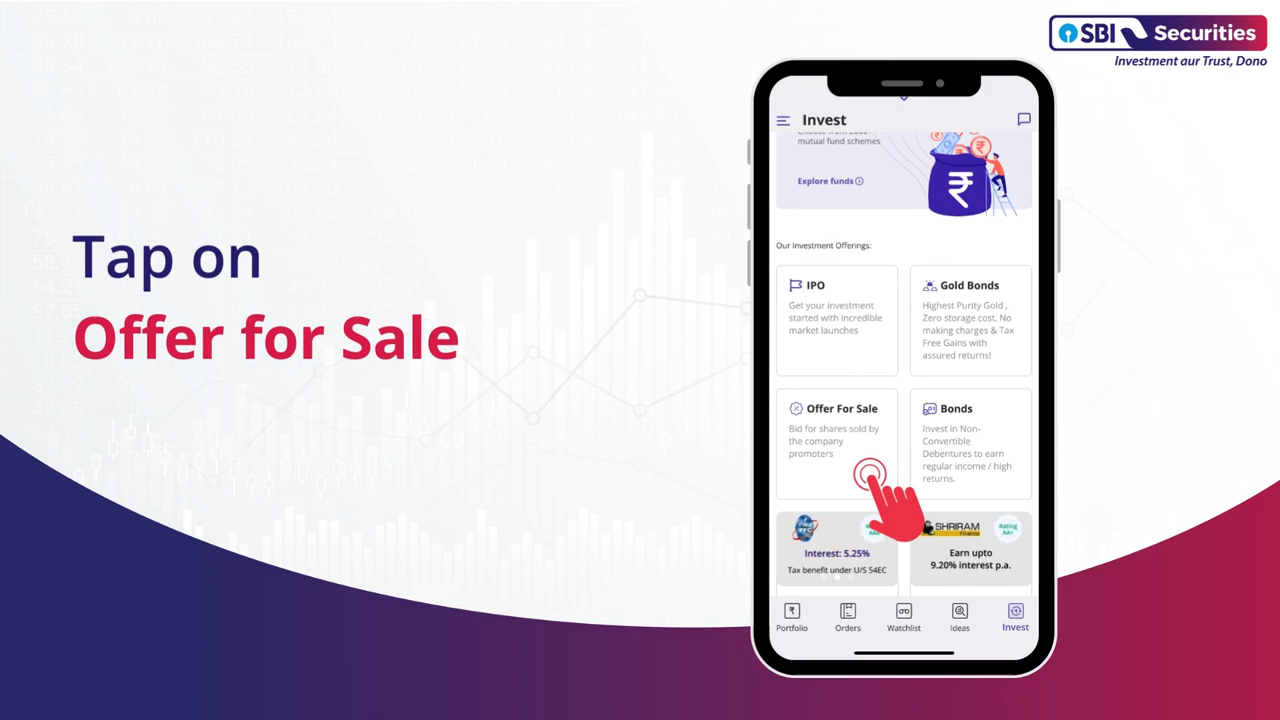 SBI Securities
Investment aur Trust, Dono
Tap on
Offer for Sale
Invest
mutual fund schemes
Explore funds
Our Investment Offerings:
IPO
Get your investment
started with incredible
market launches
Gold Bonds
Highest Purity Gold ,
Zero storage cost, No
making charges & Tax
Free Gains with
assured returns!
Offer For Sale
Bid for shares sold by
the company
promoters
Bonds
Invest in Non-
Convertible
Debentures to earn
regular income / high
returns.
Interest: 5.25%
Tax benefit under U/S 54EC
SHRIRAM
Finance
Rating
AA+
Earn upto
9.20% interest p.a.
Portfolio
Orders
Watchlist
Ideas
Invest